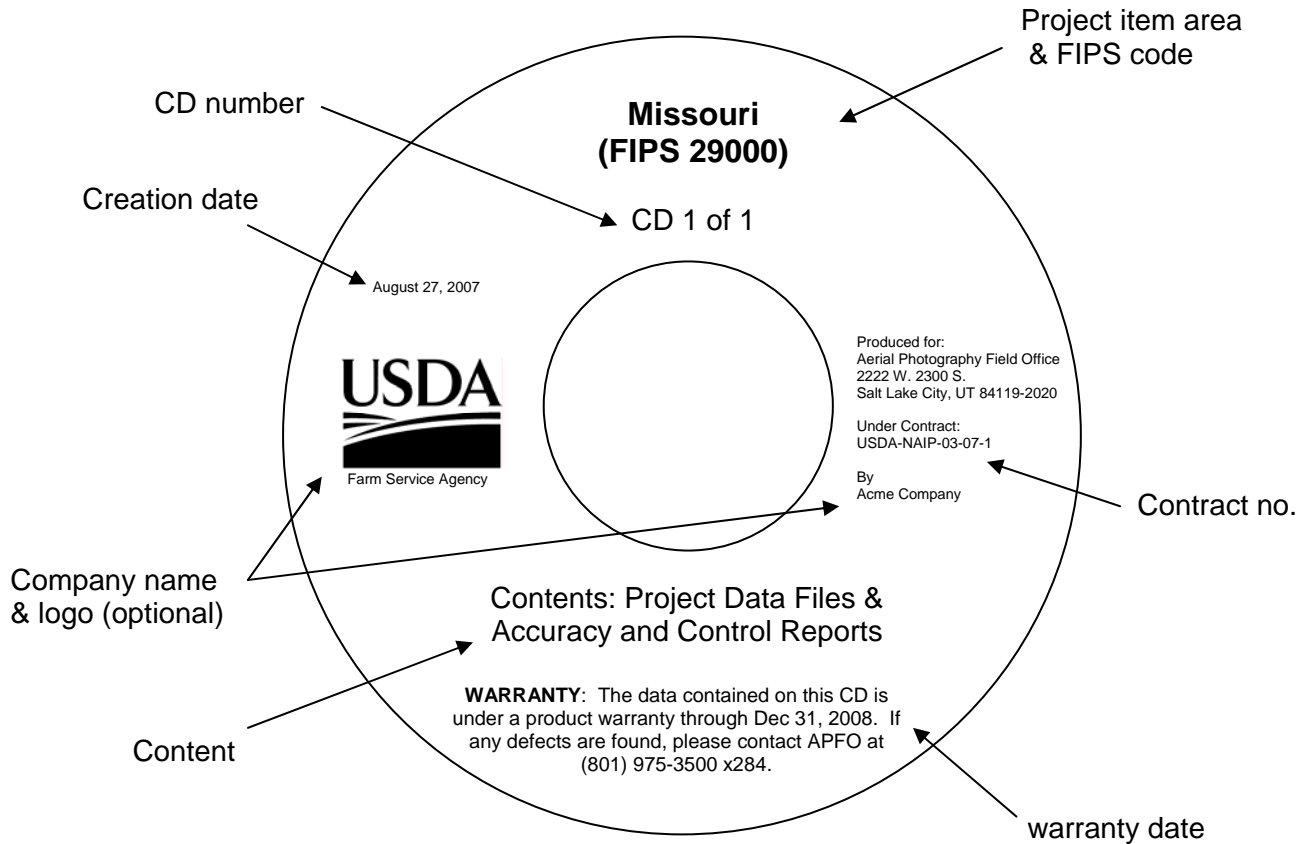 Project item area
& FIPS code
CD number
Missouri
(FIPS 29000)
Creation date
CD 1 of 1
August 27, 2007
USDA
Farm Service Agency
Produced for:
Aerial Photography Field Office
2222 W. 2300 S.
Salt Lake City, UT 84119-2020
Under Contract:
USDA-NAIP-03-07-1
By
Acme Company
Contract no.
Company name
& logo (optional)
Contents: Project Data Files &
Accuracy and Control Reports
WARRANTY: The data contained on this CD is
under a product warranty through Dec 31, 2008. If
any defects are found, please contact APFO at
(801) 975-3500 x284.
Content
warranty date